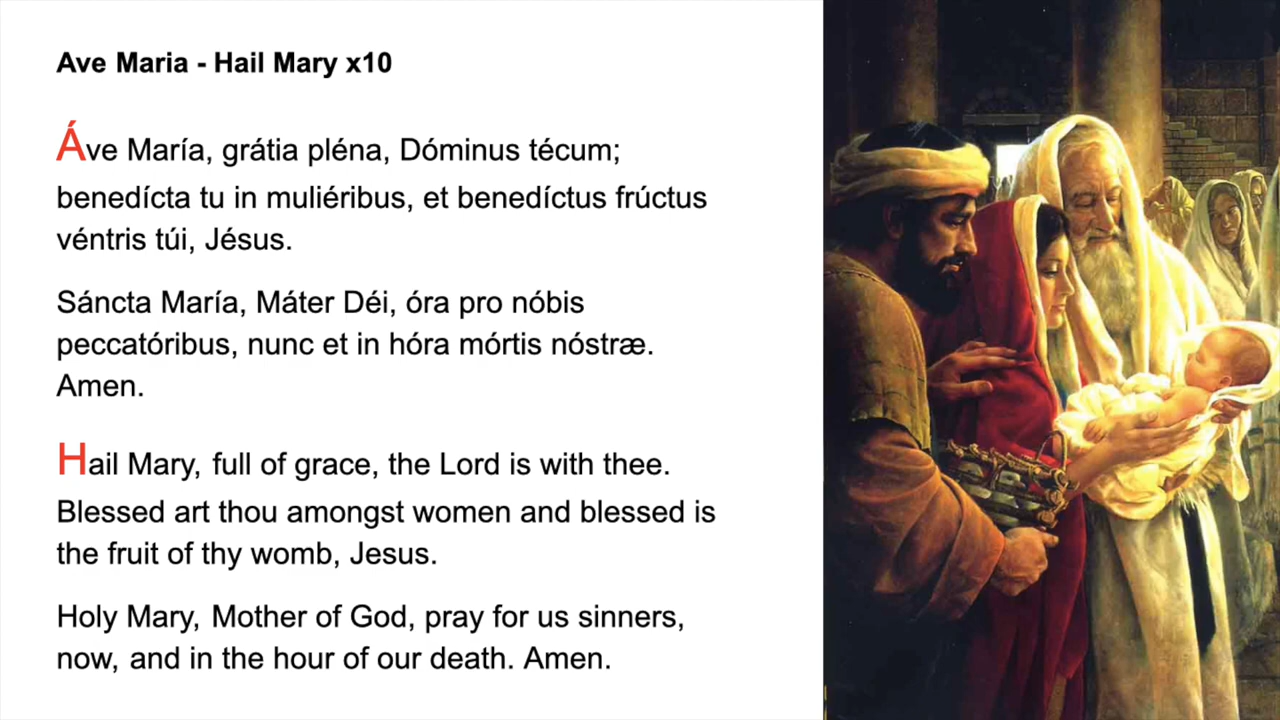 Ave Maria - Hail Mary x10
Áve María, grátia pléna, Dóminus técum;
benedícta tu in muliéribus, et benedíctus frúctus
véntris túi, Jésus.
Sáncta María, Máter Déi, óra pro nóbis
peccatóribus, nunc et in hóra mórtis nóstræ.
Amen.
Hail Mary, full of grace, the Lord is with thee.
Blessed art thou amongst women and blessed is
the fruit of thy womb, Jesus.
Holy Mary, Mother of God, pray for us sinners,
now, and in the hour of our death. Amen.